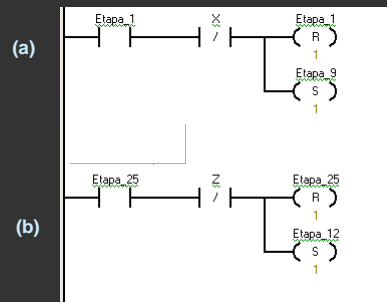 Etapa_1 X Etapa_1
(a)
/ R
1
Etapa_9
S
1
Etapa_25 Z Etapa_25
/ R
1
(b)
Etapa_12
S
1